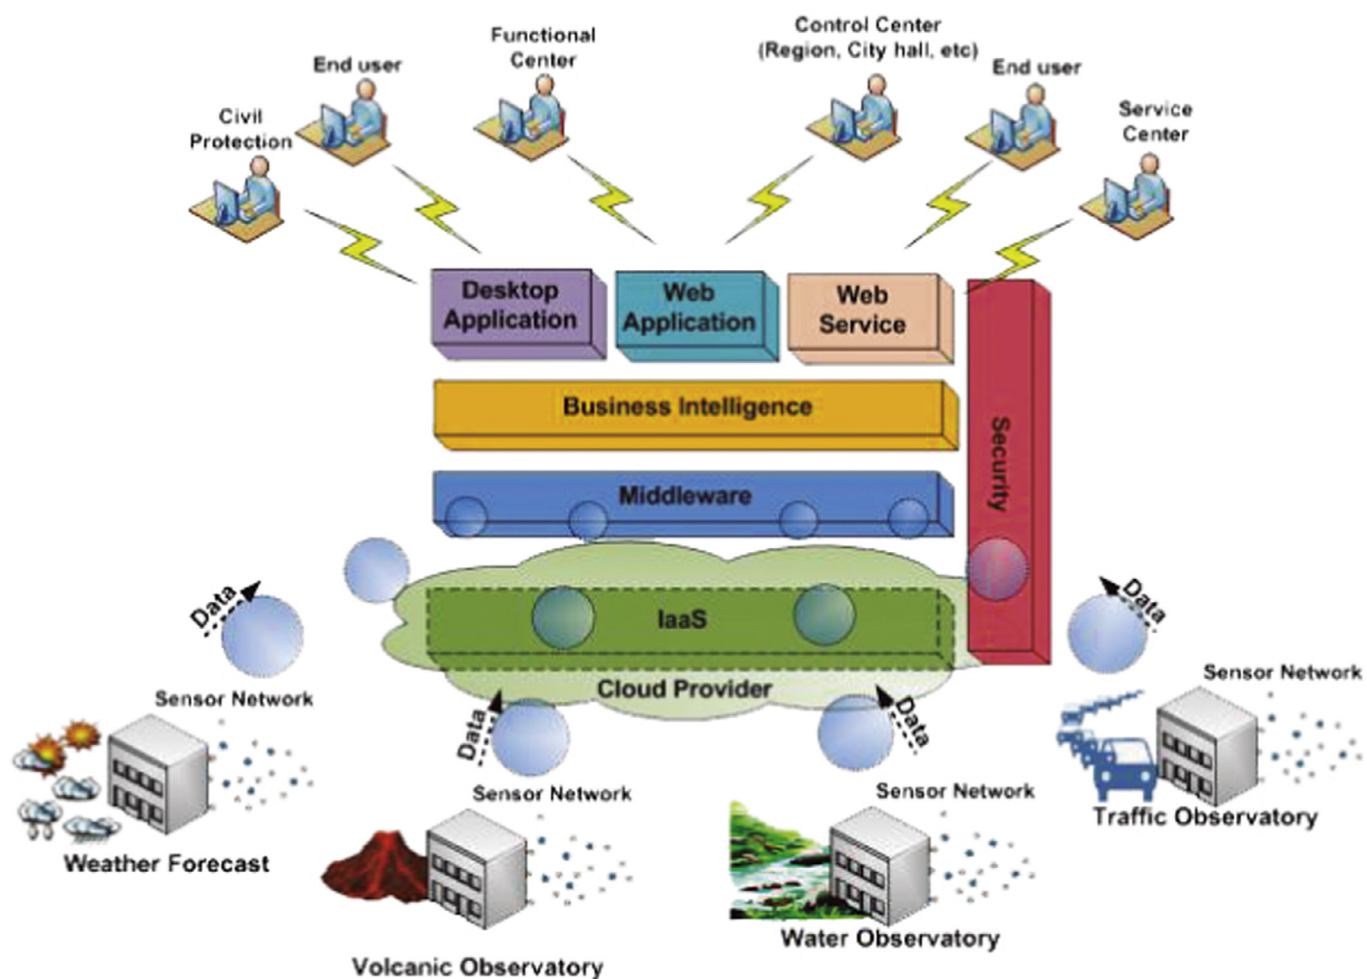 Control Center
(Region, City hall, etc)
Functional
Center
End user
End user
Civil
Protection
Service
Center
Desktop
Application
Web
Application
Web
Service
Business Intelligence
Security
Middleware
IaaS
Cloud Provider
Data
Data
Data
Data
Sensor Network
Sensor Network
Sensor Network
Sensor Network
Weather Forecast
Traffic Observatory
Water Observatory
Volcanic Observatory